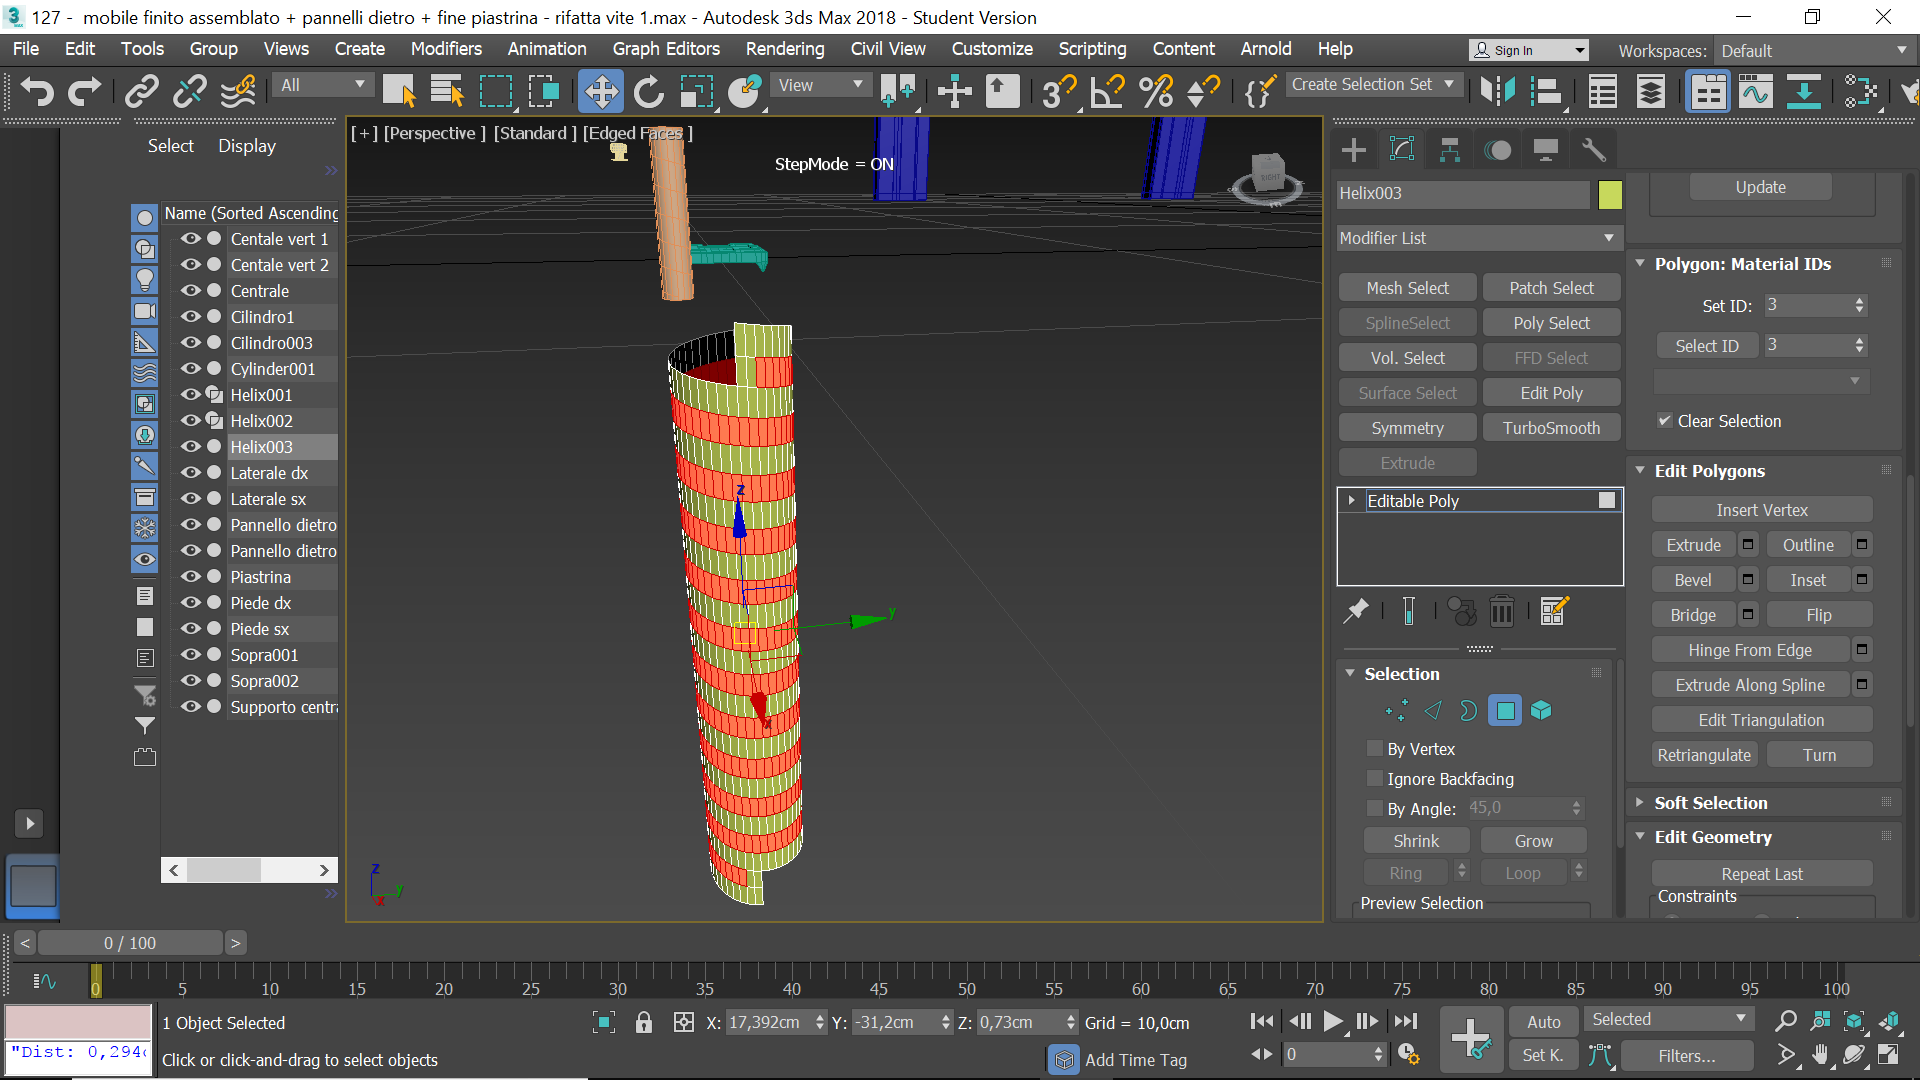 127 -  mobile finito assemblato + pannelli dietro + fine piastrina - rifatta vite 1.max - Autodesk 3ds Max 2018 - Student Version
File Edit Tools Group Views Create Modifiers Animation Graph Editors Rendering Civil View Customize Scripting Content Arnold Help Sign In Workspaces: Default
All View 3 Create Selection Set
Select Display
[ + ] [Perspective ] [Standard ] [Edged Faces ]
StepMode = ON
RIGHT
Name (Sorted Ascending
Centale vert 1
Centale vert 2
Centrale
Cilindro1
Cilindro003
Cylinder001
Helix001
Helix002
Helix003
Laterale dx
Laterale sx
Pannello dietro
Pannello dietro
Piastrina
Piede dx
Piede sx
Sopra001
Sopra002
Supporto centra
z
y
x
z
y
x
Helix003
Modifier List
Mesh Select Patch Select
SplineSelect Poly Select
Vol. Select FFD Select
Surface Select Edit Poly
Symmetry TurboSmooth
Extrude
Editable Poly
Selection
By Vertex
Ignore Backfacing
By Angle: 45,0
Shrink Grow
Ring Loop
Preview Selection
Update
Polygon: Material IDs
Set ID: 3
Select ID 3
Clear Selection
Edit Polygons
Insert Vertex
Extrude Outline
Bevel Inset
Bridge Flip
Hinge From Edge
Extrude Along Spline
Edit Triangulation
Retriangulate Turn
Soft Selection
Edit Geometry
Repeat Last
Constraints
< 0 / 100 >
0 5 10 15 20 25 30 35 40 45 50 55 60 65 70 75 80 85 90 95 100
1 Object Selected X: 17,392cm Y: -31,2cm Z: 0,73cm Grid = 10,0cm Auto Selected
"Dist: 0,294
Click or click-and-drag to select objects Add Time Tag 0 Set K. Filters...